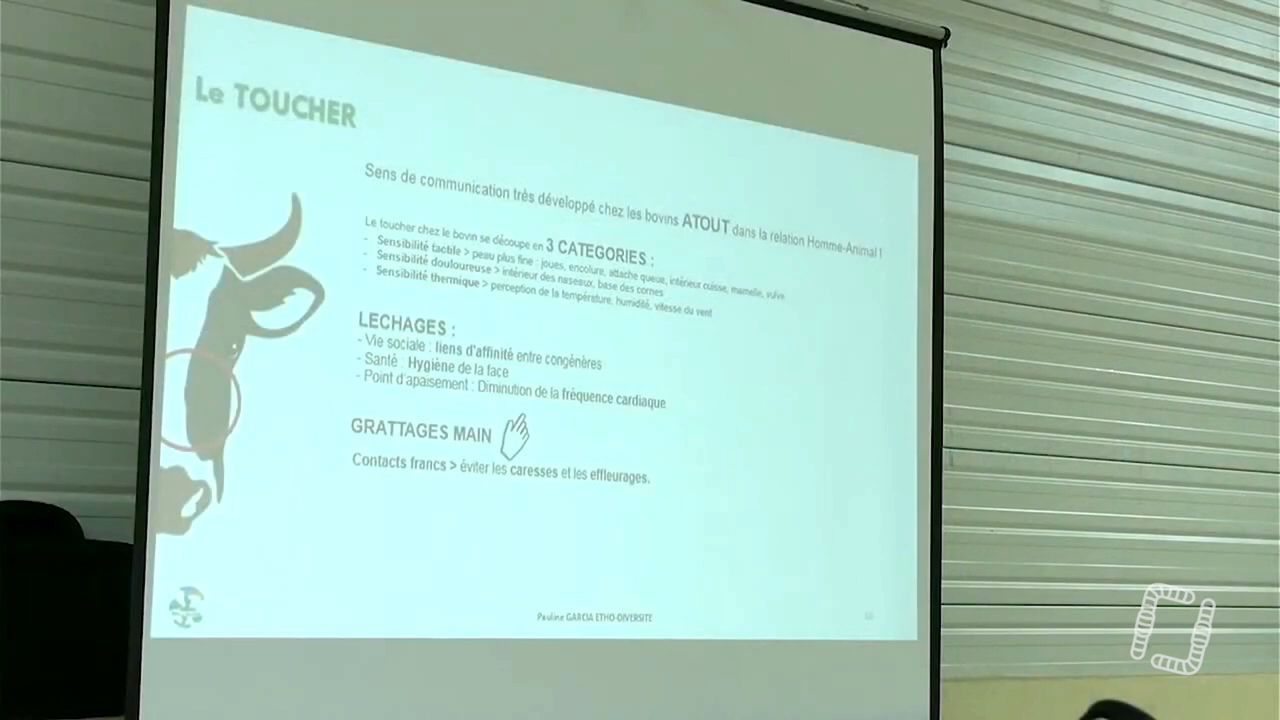 Le TOUCHER
Sens de communication très développé chez les bovins ATOUT dans la relation Homme-Animal !
Le toucher chez le bovin se découpe en 3 CATEGORIES :
- Sensibilité tactile > peau plus fine : joues, encolure, attache queue, intérieur cuisse, mamelle, vulve
- Sensibilité douloureuse > intérieur des naseaux, base des cornes
- Sensibilité thermique > perception de la température, humidité, vitesse du vent
LECHAGES :
- Vie sociale : liens d'affinité entre congénères
- Santé : Hygiène de la face
- Point d'apaisement : Diminution de la fréquence cardiaque
GRATTAGES MAIN
Contacts francs > éviter les caresses et les effleurages.
Pauline GARCIA ETHO-DIVERSITE